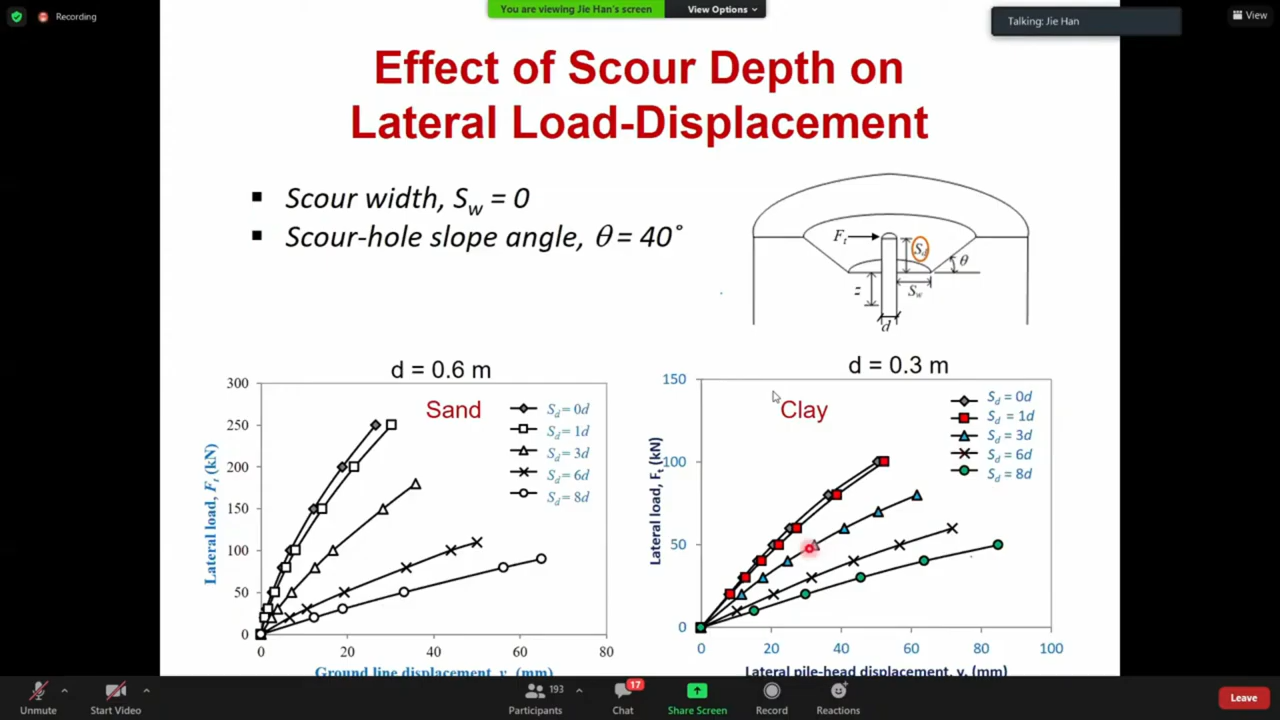 Recording
You are viewing Jie Han's screen
View Options
Talking: Jie Han
View
Effect of Scour Depth on
Lateral Load-Displacement
Scour width, Sw = 0
Scour-hole slope angle, θ = 40˚
Ft
Sd
θ
z
Sw
d
d = 0.6 m
Sand
300
250
200
150
100
50
0
0 20 40 60 80
Lateral load, Ft (kN)
Ground line displacement, y (mm)
Sd = 0d
Sd = 1d
Sd = 3d
Sd = 6d
Sd = 8d
d = 0.3 m
Clay
150
100
50
0
0 20 40 60 80 100
Lateral load, Ft (kN)
Lateral pile-head displacement, y (mm)
Sd = 0d
Sd = 1d
Sd = 3d
Sd = 6d
Sd = 8d
Unmute
Start Video
193
Participants
17
Chat
Share Screen
Record
Reactions
Leave